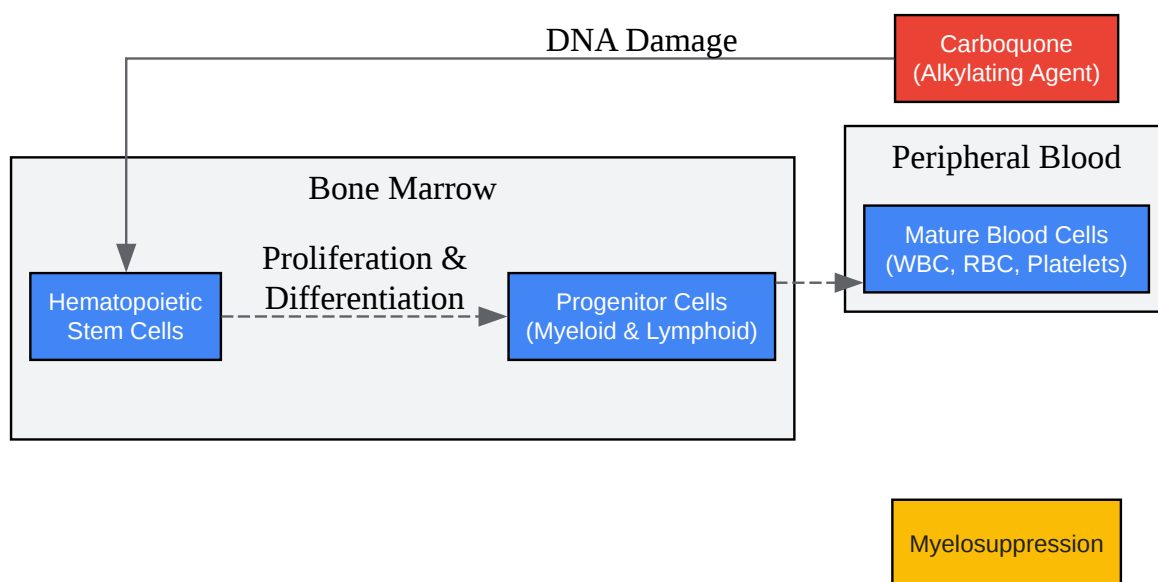 DNA Damage
Carboquone
(Alkylating Agent)
Bone Marrow
Peripheral Blood
Mature Blood Cells
(WBC, RBC, Platelets)
Proliferation &
Differentiation
Hematopoietic
Stem Cells
Progenitor Cells
(Myeloid & Lymphoid)
Myelosuppression